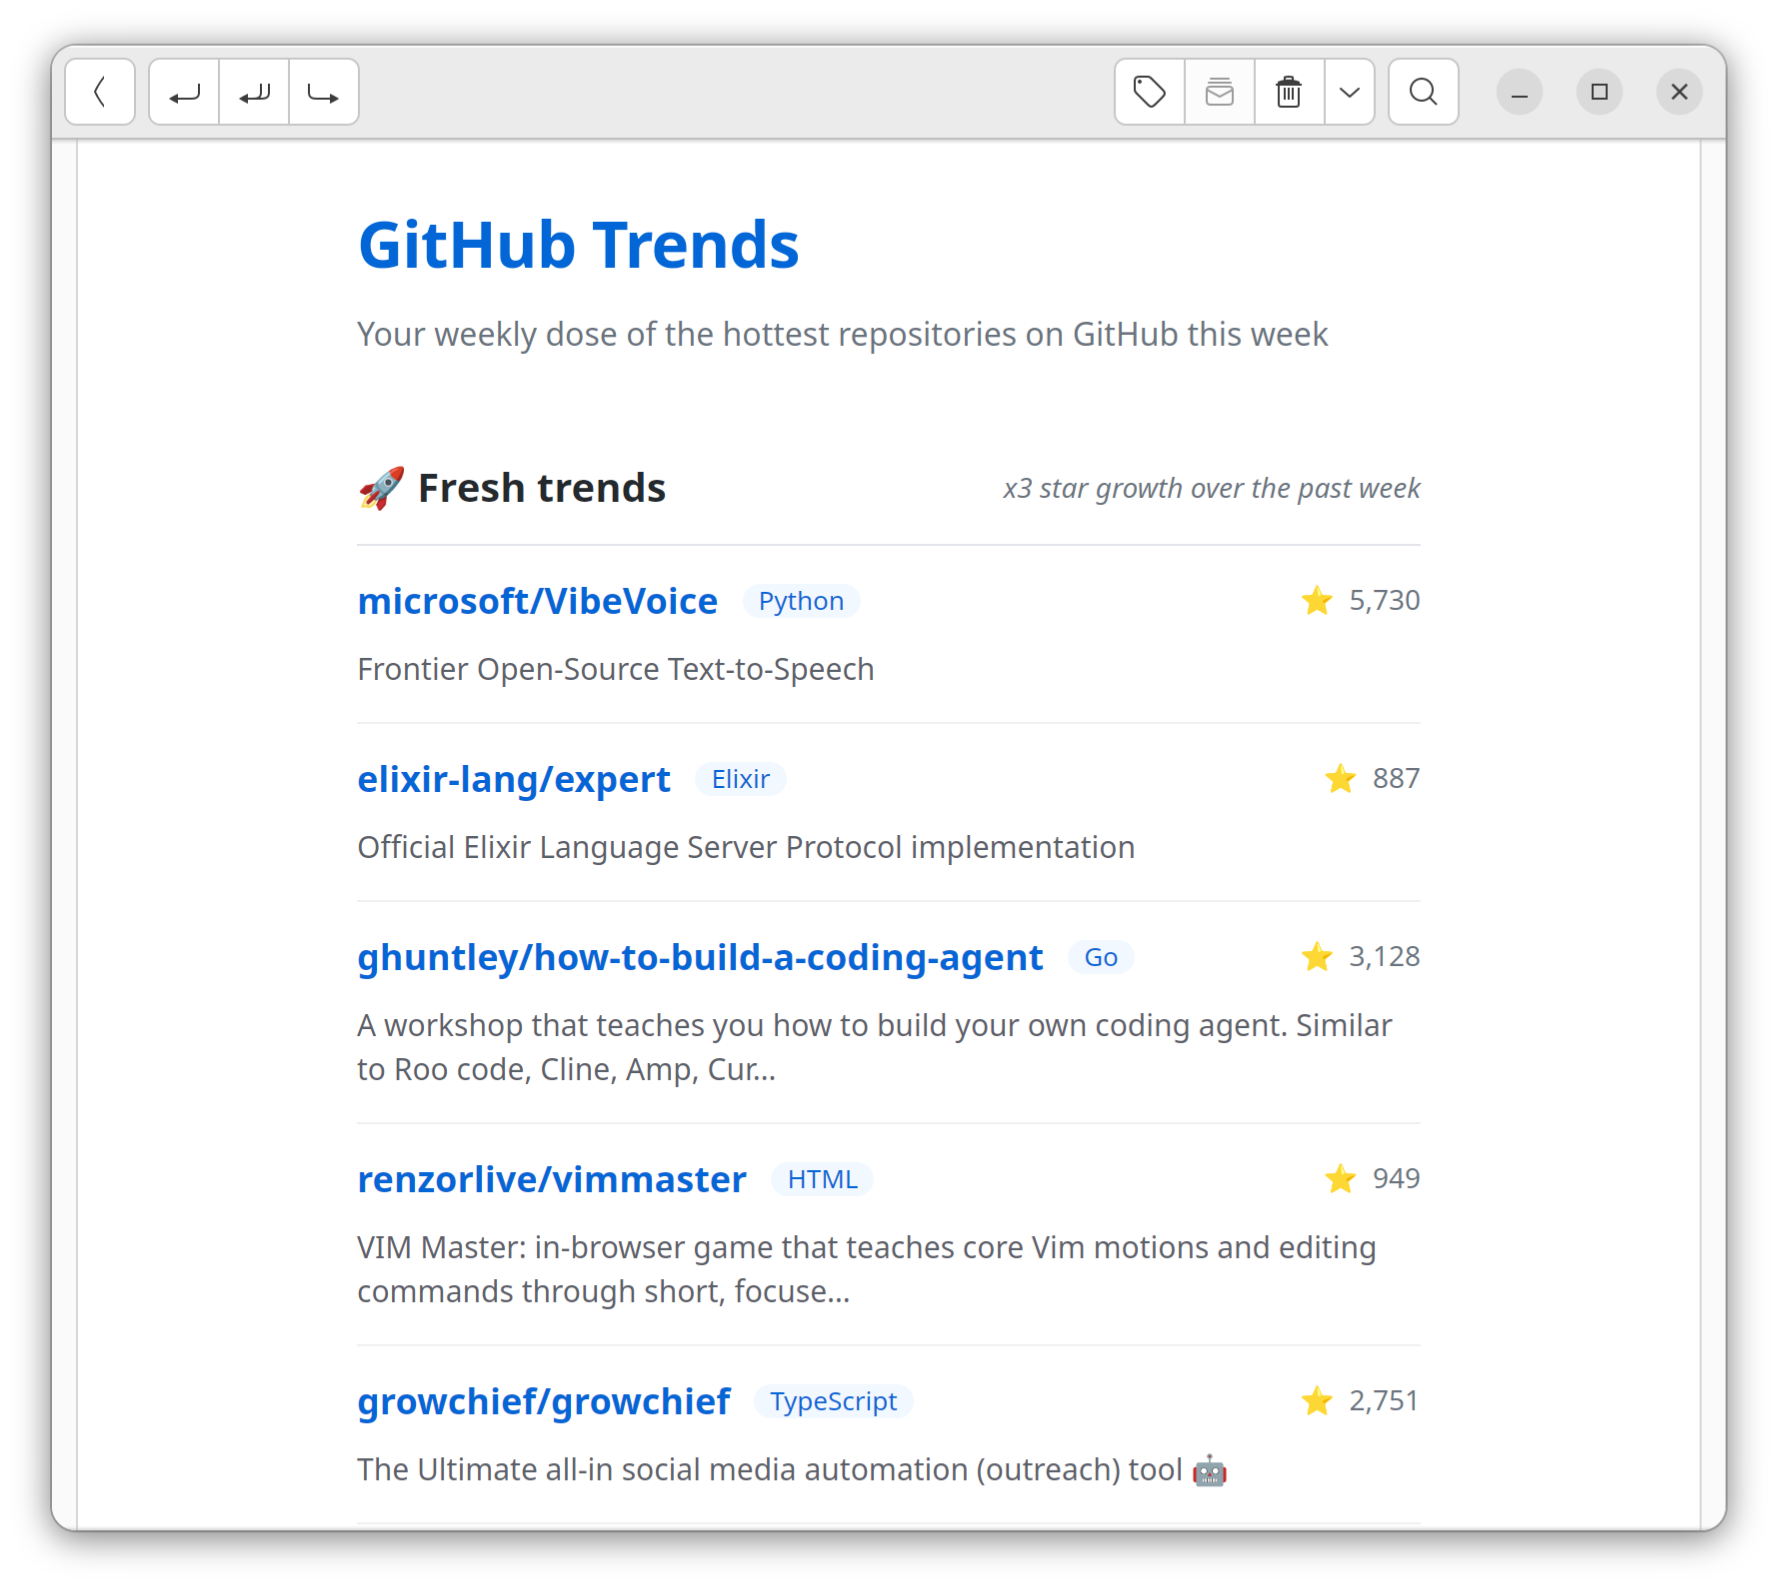 GitHub Trends
Your weekly dose of the hottest repositories on GitHub this week
🚀 Fresh trends x3 star growth over the past week
microsoft/VibeVoice Python ⭐ 5,730
Frontier Open-Source Text-to-Speech
elixir-lang/expert Elixir ⭐ 887
Official Elixir Language Server Protocol implementation
ghuntley/how-to-build-a-coding-agent Go ⭐ 3,128
A workshop that teaches you how to build your own coding agent. Similar
to Roo code, Cline, Amp, Cur...
renzorlive/vimmaster HTML ⭐ 949
VIM Master: in-browser game that teaches core Vim motions and editing
commands through short, focuse...
growchief/growchief TypeScript ⭐ 2,751
The Ultimate all-in social media automation (outreach) tool 🤖